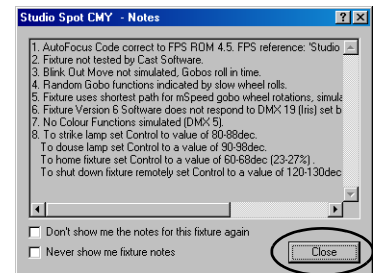 Studio Spot CMY - Notes
1. AutoFocus Code correct to FPS ROM 4.5. FPS reference: 'Studio
2. Fixture not tested by Cast Software.
3. Blink Out Move not simulated, Gobos roll in time.
4. Random Gobo functions indicated by slow wheel rolls.
5. Fixture uses shortest path for mSpeed gobo wheel rotations, simula
6. Fixture Version 6 Software does not respond to DMX 19 (Iris) set b
7. No Colour Functions simulated (DMX 5).
8. To strike lamp set Control to value of 80-88dec.
To douse lamp set Control to a value of 90-98dec.
To home fixture set Control to a value of 60-68dec (23-27%) .
To shut down fixture remotely set Control to a value of 120-130dec
Don't show me the notes for this fixture again
Never show me fixture notes
Close